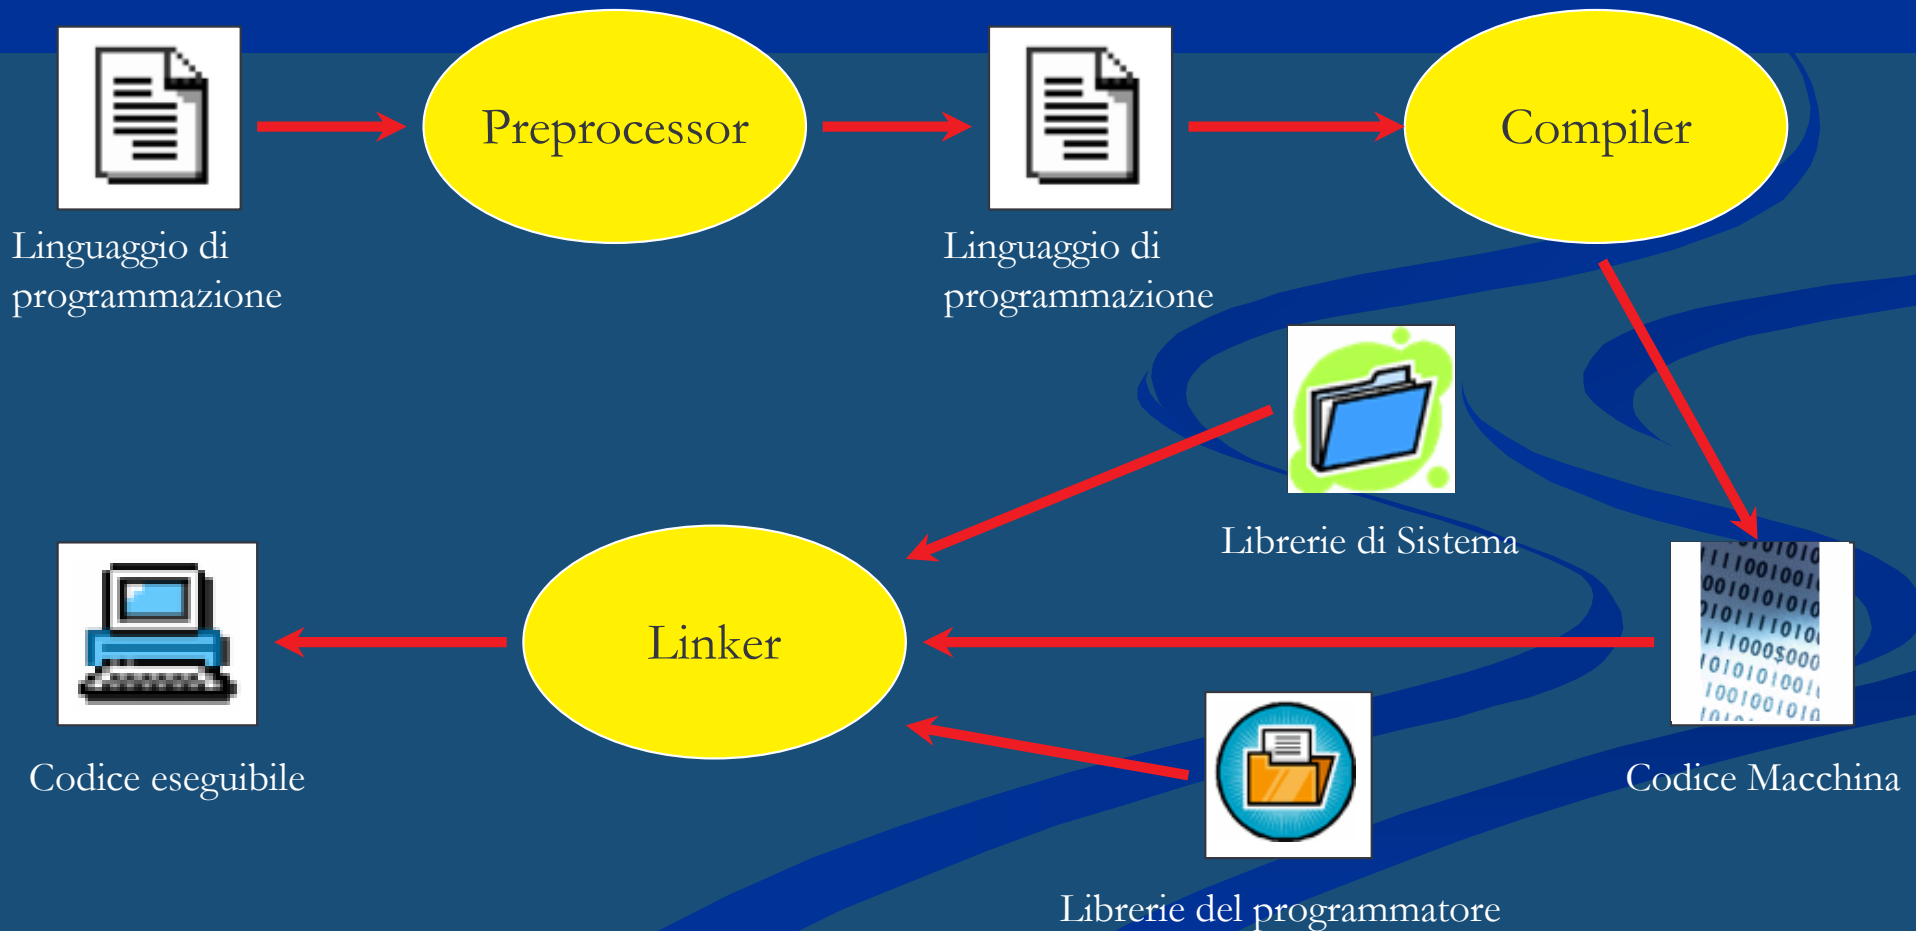 Preprocessor
Compiler
Linguaggio di
programmazione
Linguaggio di
programmazione
Librerie di Sistema
Linker
Codice eseguibile
Codice Macchina
Librerie del programmatore